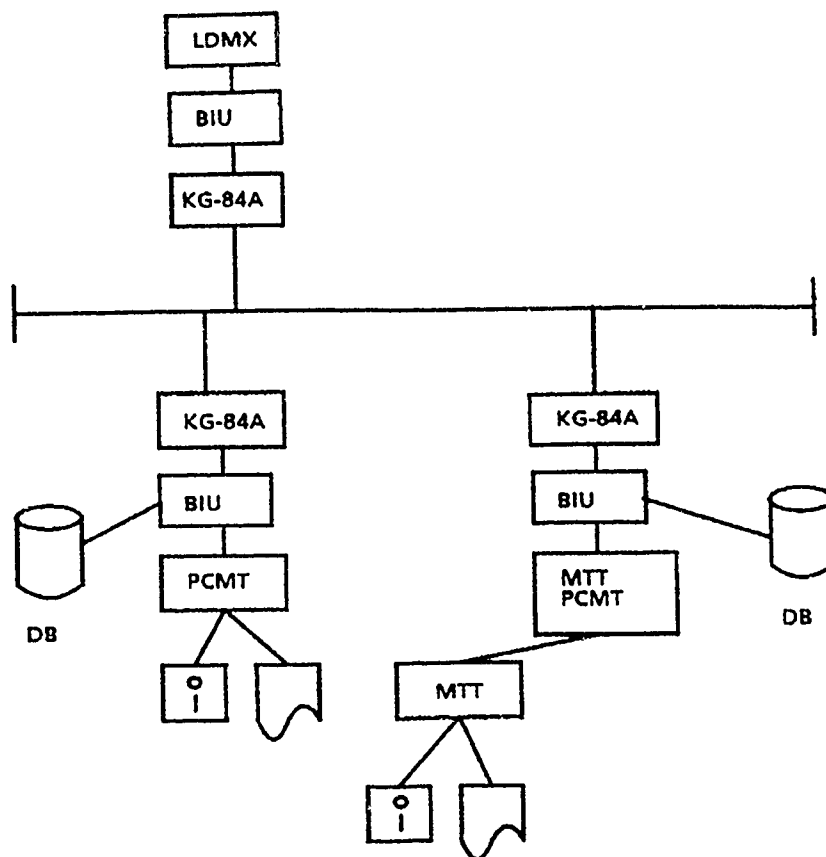 LDMX
BIU
KG-84A
KG-84A
KG-84A
BIU
BIU
PCMT
MTT
PCMT
DB
DB
MTT